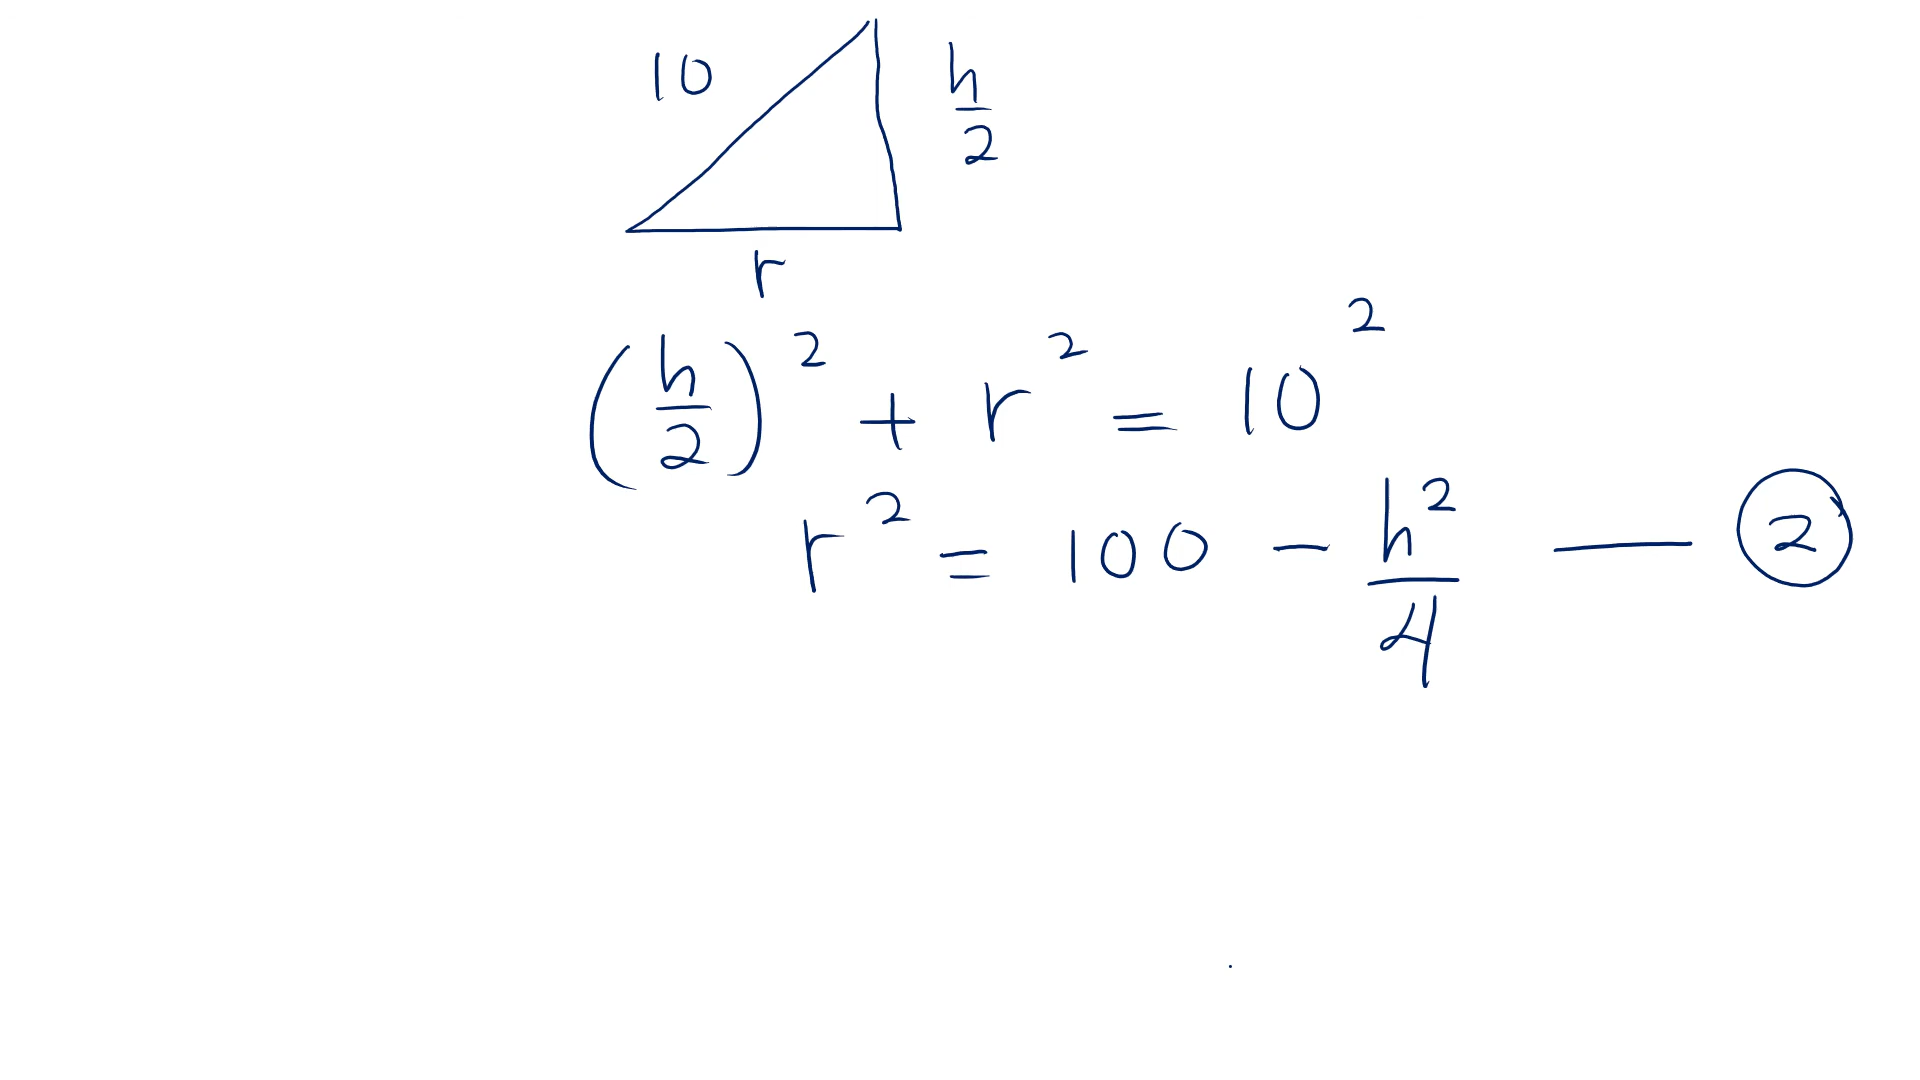 10
h/2
r
(h/2)² + r² = 10²
r² = 100 - h²/4 —— ②